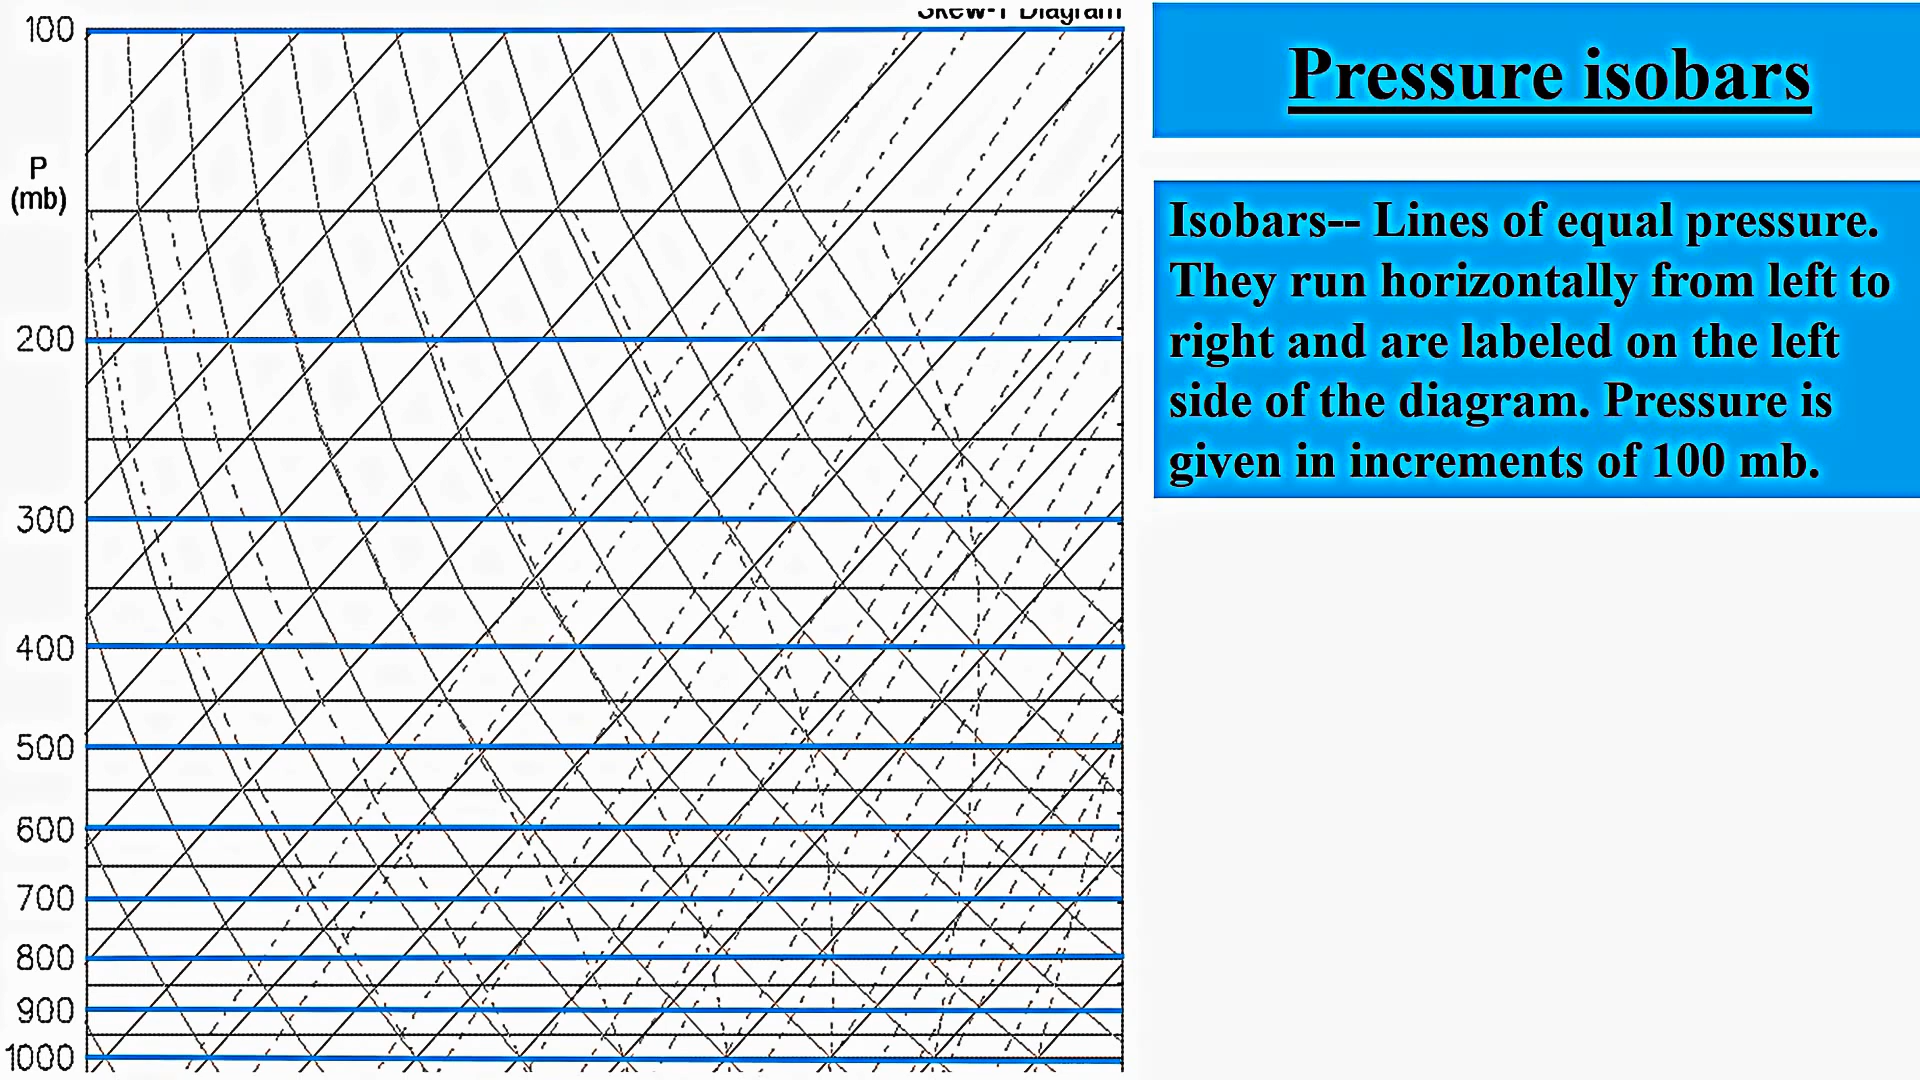 Skew-T Diagram
Pressure isobars
100
P
(mb)
200
300
400
500
600
700
800
900
1000
Isobars-- Lines of equal pressure.
They run horizontally from left to
right and are labeled on the left
side of the diagram. Pressure is
given in increments of 100 mb.